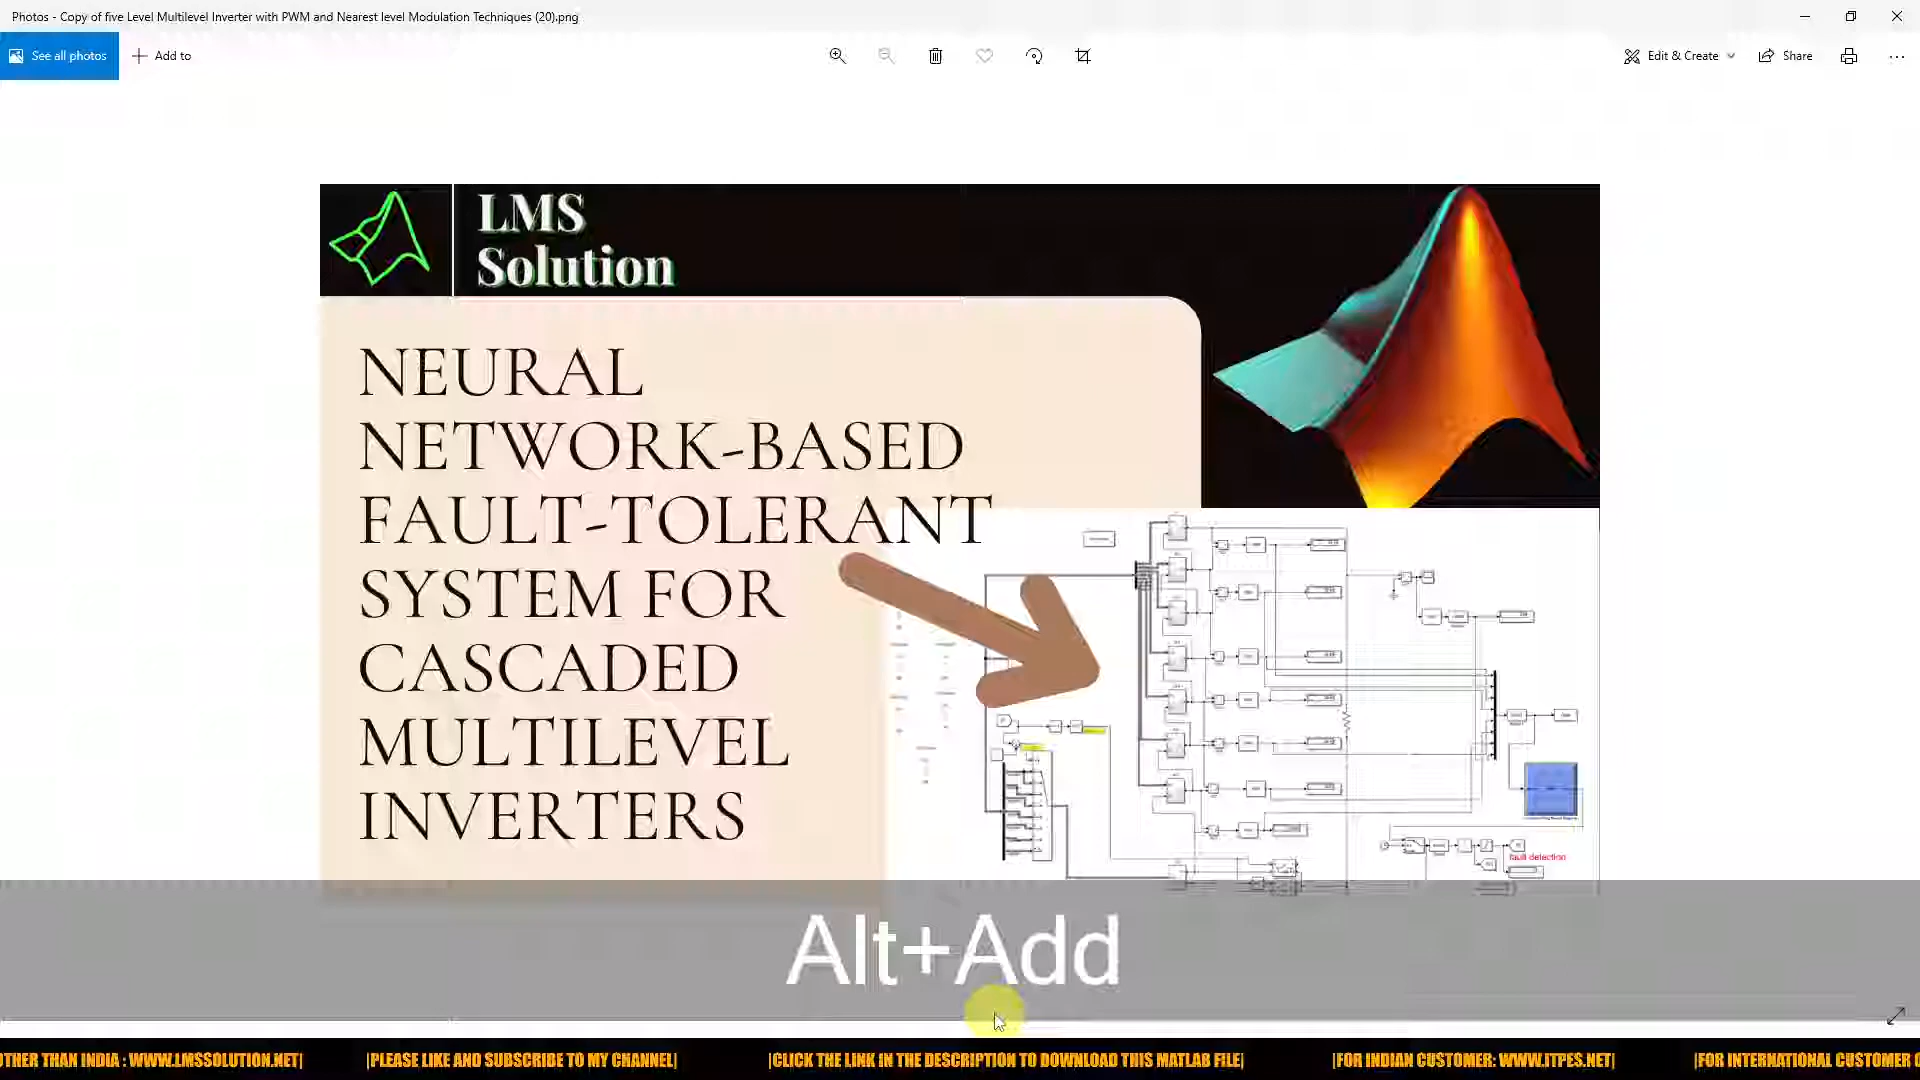 Photos - Copy of five Level Multilevel Inverter with PWM and Nearest level Modulation Techniques (20).png
See all photos
Add to
Edit & Create
Share
LMS
Solution
NEURAL
NETWORK-BASED
FAULT-TOLERANT
SYSTEM FOR
CASCADED
MULTILEVEL
INVERTERS
fault detection
Alt+Add
OTHER THAN INDIA : WWW.LMSSOLUTION.NET| |PLEASE LIKE AND SUBSCRIBE TO MY CHANNEL| |CLICK THE LINK IN THE DESCRIPTION TO DOWNLOAD THIS MATLAB FILE| |FOR INDIAN CUSTOMER: WWW.ITPES.NET| |FOR INTERNATIONAL CUSTOMER